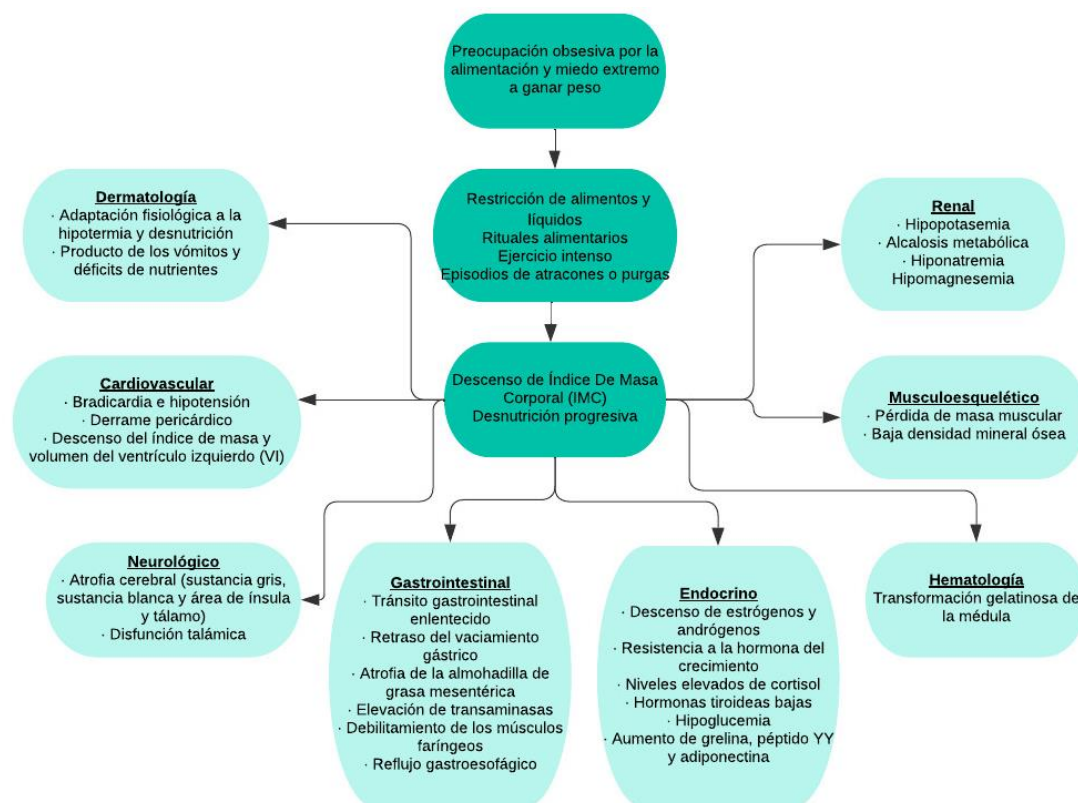 Preocupación obsesiva por la
alimentación y miedo extremo
a ganar peso
Restricción de alimentos y
líquidos
Rituales alimentarios
Ejercicio intenso
Episodios de atracones o purgas
Descenso de Índice De Masa
Corporal (IMC)
Desnutrición progresiva
Dermatología
· Adaptación fisiológica a la
hipotermia y desnutrición
· Producto de los vómitos y
déficits de nutrientes
Cardiovascular
· Bradicardia e hipotensión
· Derrame pericárdico
· Descenso del índice de masa y
volumen del ventrículo izquierdo (VI)
Neurológico
· Atrofia cerebral (sustancia gris,
sustancia blanca y área de ínsula
y tálamo)
· Disfunción talámica
Gastrointestinal
· Tránsito gastrointestinal
enlentecido
· Retraso del vaciamiento
gástrico
· Atrofia de la almohadilla de
grasa mesentérica
· Elevación de transaminasas
· Debilitamiento de los músculos
faríngeos
· Reflujo gastroesofágico
Endocrino
· Descenso de estrógenos y
andrógenos
· Resistencia a la hormona del
crecimiento
· Niveles elevados de cortisol
· Hormonas tiroideas bajas
· Hipoglucemia
· Aumento de grelina, péptido YY
y adiponectina
Renal
· Hipopotasemia
· Alcalosis metabólica
· Hiponatremia
Hipomagnesemia
Musculoesquelético
· Pérdida de masa muscular
· Baja densidad mineral ósea
Hematología
Transformación gelatinosa de
la médula